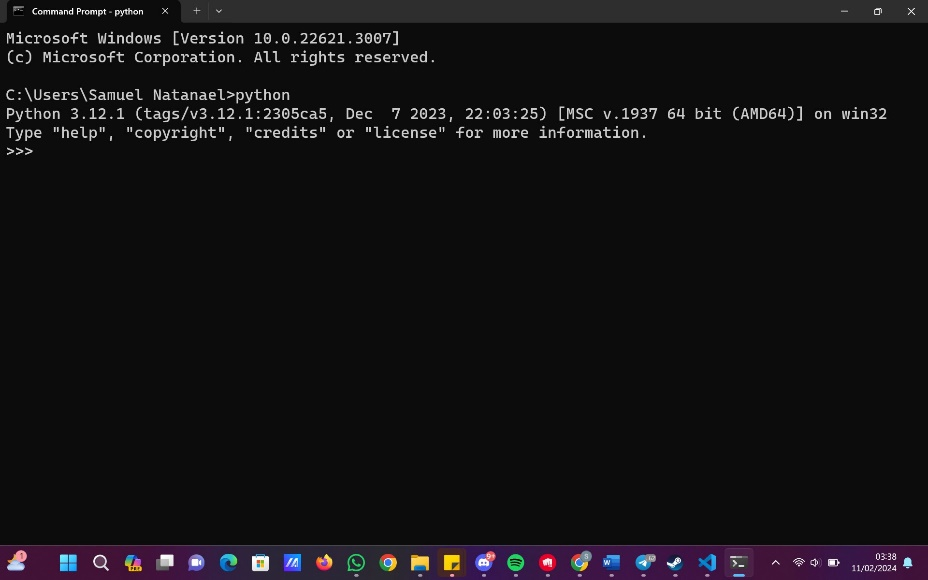 Command Prompt - python
Microsoft Windows [Version 10.0.22621.3007]
(c) Microsoft Corporation. All rights reserved.
C:\Users\Samuel Natanael>python
Python 3.12.1 (tags/v3.12.1:2305ca5, Dec  7 2023, 22:03:25) [MSC v.1937 64 bit (AMD64)] on win32
Type "help", "copyright", "credits" or "license" for more information.
>>>
03:38
11/02/2024